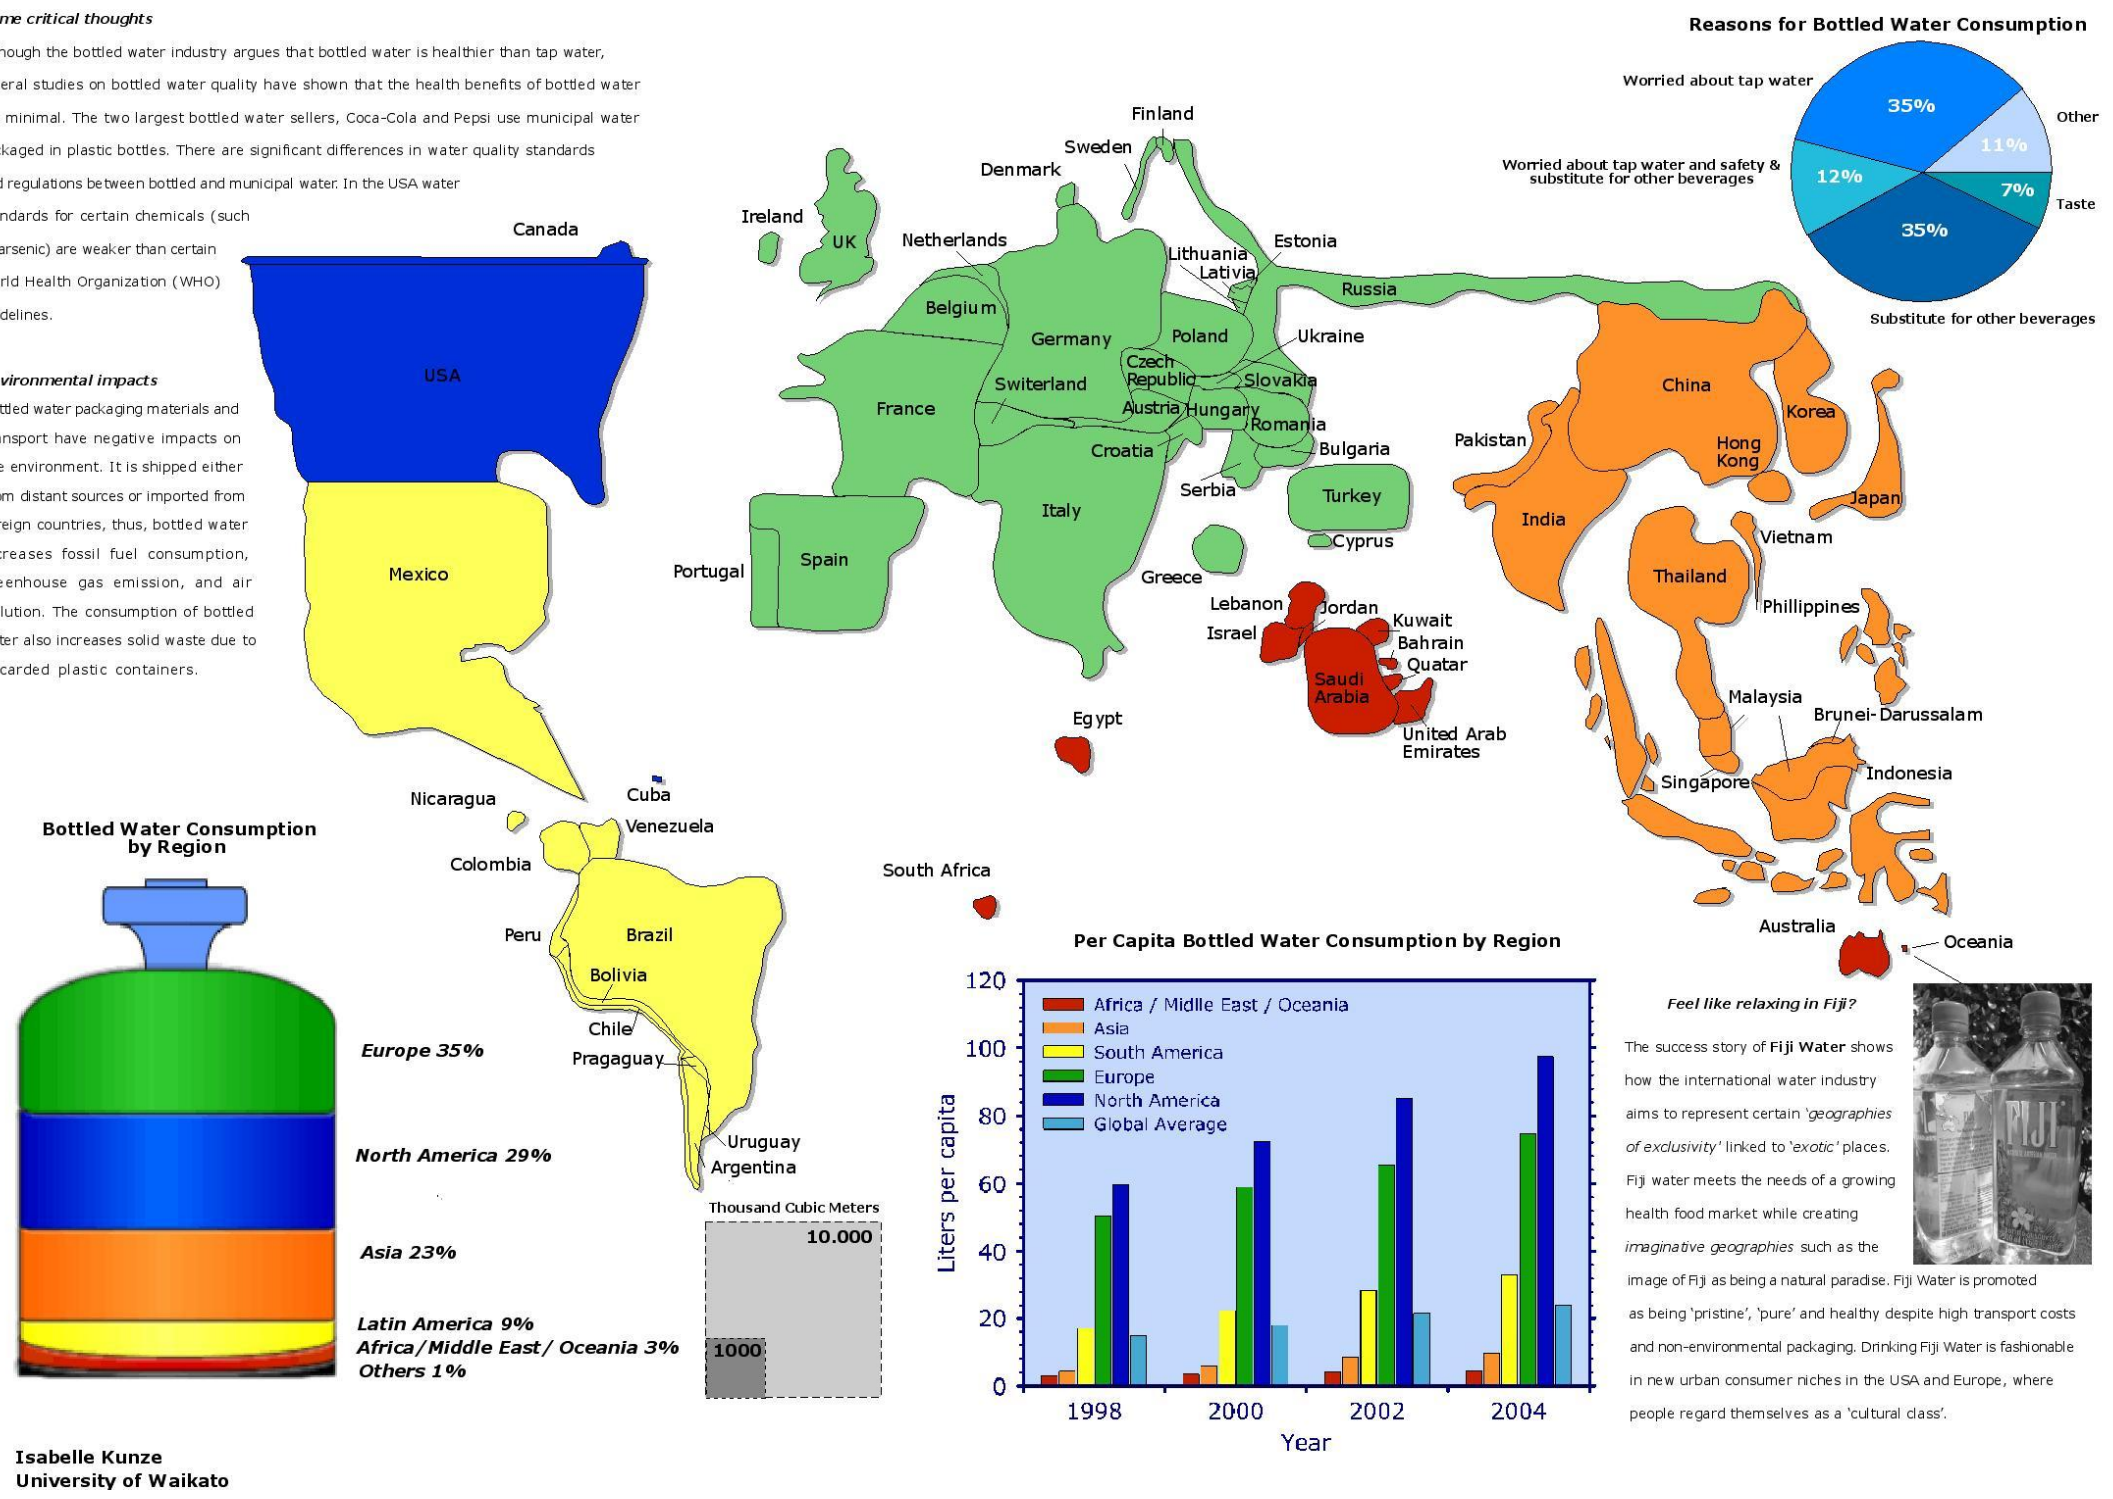 me critical thoughts
hough the bottled water industry argues that bottled water is healthier than tap water,
eral studies on bottled water quality have shown that the health benefits of bottled water
minimal. The two largest bottled water sellers, Coca-Cola and Pepsi use municipal water
kaged in plastic bottles. There are significant differences in water quality standards
d regulations between bottled and municipal water. In the USA water
ndards for certain chemicals (such
arsenic) are weaker than certain
rld Health Organization (WHO)
delines.
vironmental impacts
ttled water packaging materials and
nsport have negative impacts on
e environment. It is shipped either
om distant sources or imported from
reign countries, thus, bottled water
creases fossil fuel consumption,
eenhouse gas emission, and air
lution. The consumption of bottled
ter also increases solid waste due to
carded plastic containers.
Reasons for Bottled Water Consumption
Worried about tap water
35%
Other
11%
Worried about tap water and safety &
substitute for other beverages
12%
7%
Taste
35%
Substitute for other beverages
Canada
USA
Mexico
Nicaragua
Cuba
Venezuela
Colombia
Peru
Brazil
Bolivia
Chile
Pragaguay
Uruguay
Argentina
Finland
Sweden
Denmark
Ireland
UK
Netherlands
Lithuania
Estonia
Lativia
Russia
Belgium
Germany
Poland
Ukraine
Czech
Republic
Slovakia
Switerland
France
Austria
Hungary
Romania
Croatia
Bulgaria
Serbia
Turkey
Italy
Spain
Portugal
Cyprus
Greece
Lebanon
Jordan
Israel
Kuwait
Bahrain
Quatar
Saudi
Arabia
United Arab
Emirates
Egypt
South Africa
China
Korea
Pakistan
Hong
Kong
Japan
India
Vietnam
Thailand
Phillippines
Malaysia
Brunei-Darussalam
Singapore
Indonesia
Australia
Oceania
Bottled Water Consumption
by Region
Europe 35%
North America 29%
Asia 23%
Latin America 9%
Africa/Middle East/ Oceania 3%
Others 1%
Thousand Cubic Meters
10.000
1000
Per Capita Bottled Water Consumption by Region
120
100
80
60
40
20
0
Liters per capita
Africa / Midlle East / Oceania
Asia
South America
Europe
North America
Global Average
1998
2000
2002
2004
Year
Feel like relaxing in Fiji?
The success story of Fiji Water shows
how the international water industry
aims to represent certain ‘geographies
of exclusivity’ linked to ‘exotic’ places.
Fiji water meets the needs of a growing
health food market while creating
imaginative geographies such as the
image of Fiji as being a natural paradise. Fiji Water is promoted
as being ‘pristine’, ‘pure’ and healthy despite high transport costs
and non-environmental packaging. Drinking Fiji Water is fashionable
in new urban consumer niches in the USA and Europe, where
people regard themselves as a ‘cultural class’.
FIJI
Isabelle Kunze
University of Waikato